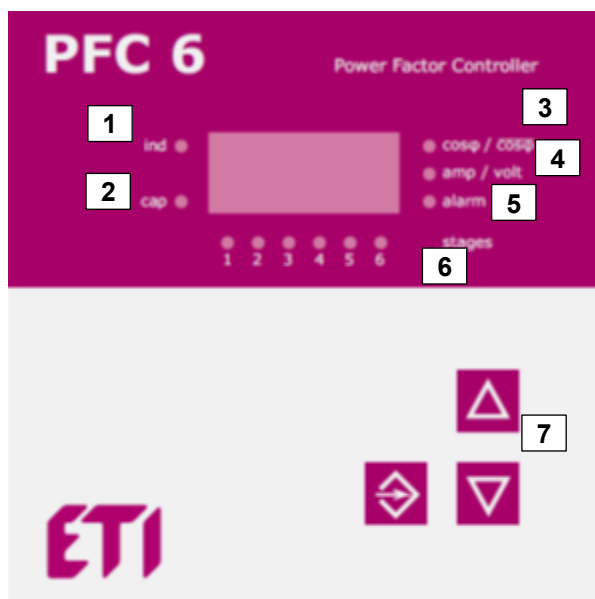 PFC 6
Power Factor Controller
3
1
ind
cosφ / cosφ
4
amp / volt
2
cap
alarm
5
stages
1 2 3 4 5 6
6
7
ETI